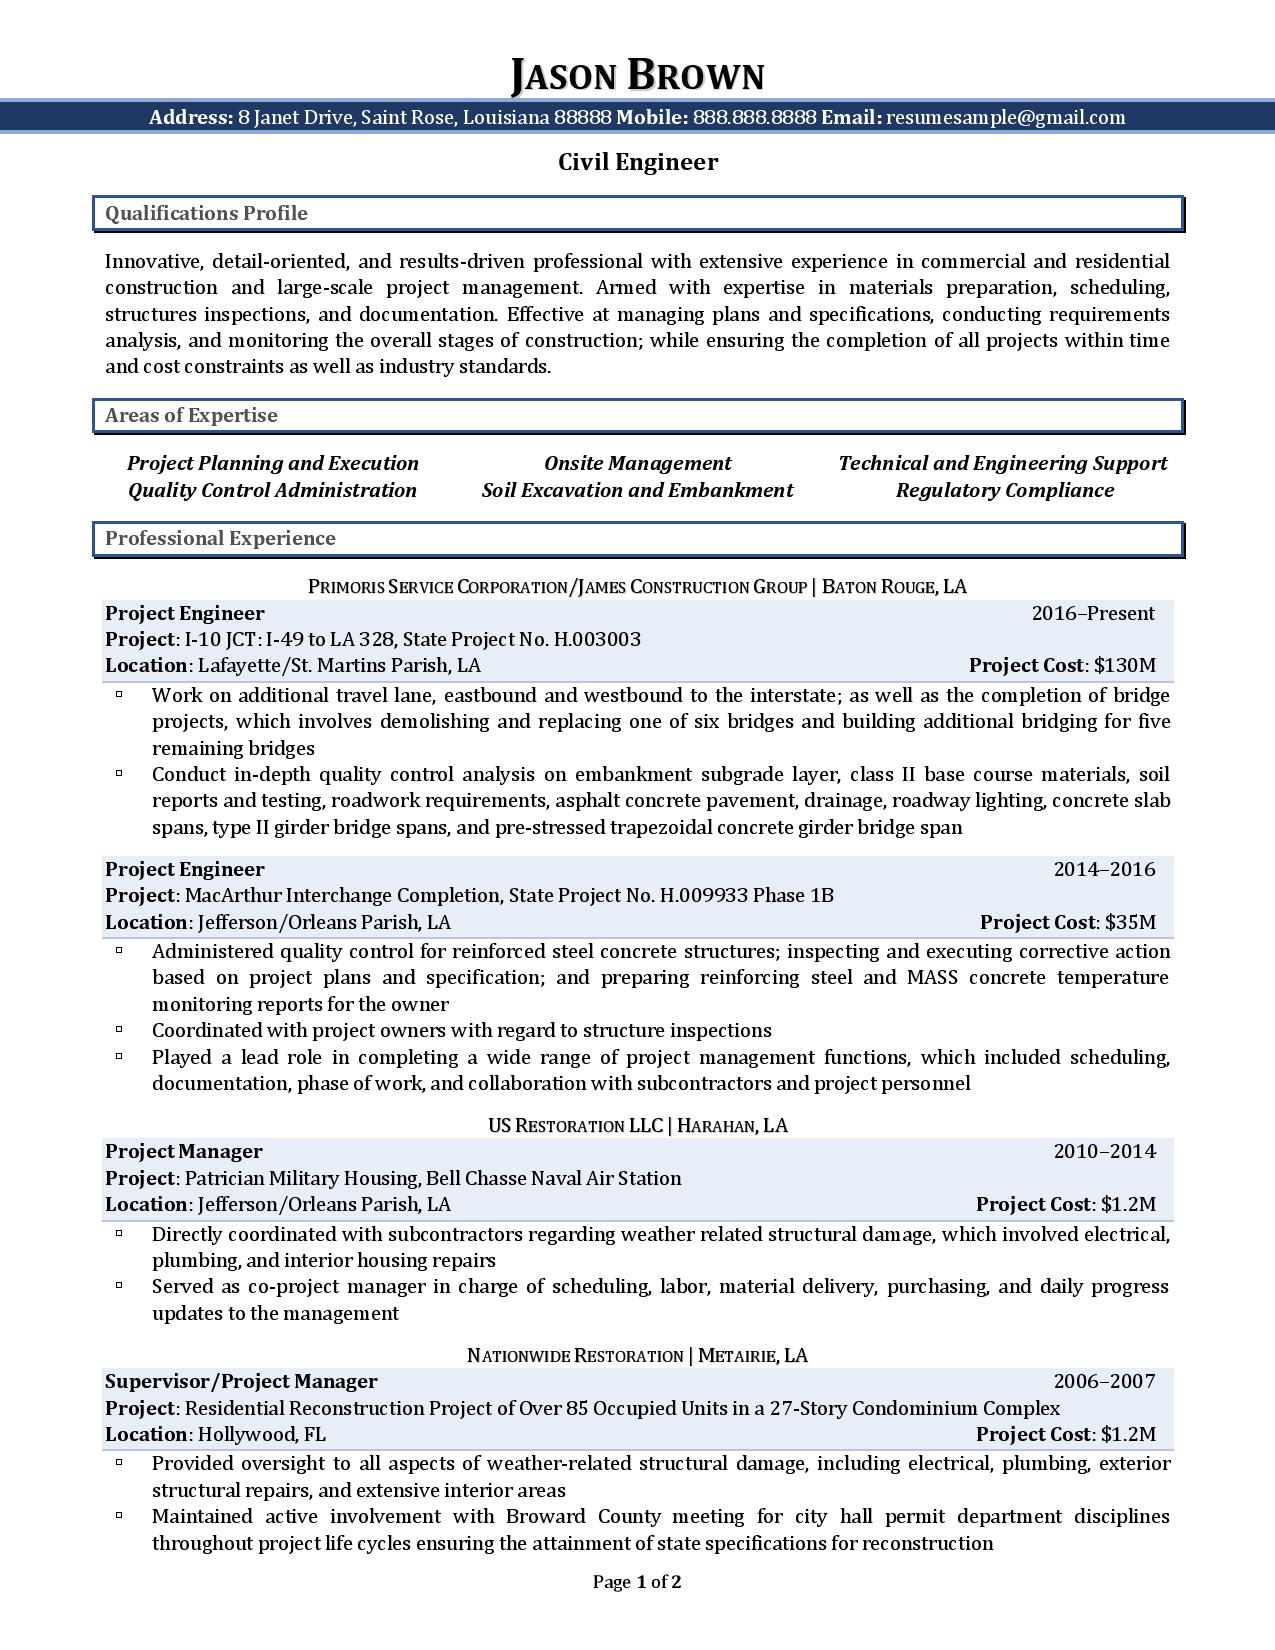 JASON BROWN
Address: 8 Janet Drive, Saint Rose, Louisiana 88888 Mobile: 888.888.8888 Email: resumesample@gmail.com
Civil Engineer
Qualifications Profile
Innovative, detail-oriented, and results-driven professional with extensive experience in commercial and residential
construction and large-scale project management. Armed with expertise in materials preparation, scheduling,
structures inspections, and documentation. Effective at managing plans and specifications, conducting requirements
analysis, and monitoring the overall stages of construction; while ensuring the completion of all projects within time
and cost constraints as well as industry standards.
Areas of Expertise
Project Planning and Execution Onsite Management Technical and Engineering Support
Quality Control Administration Soil Excavation and Embankment Regulatory Compliance
Professional Experience
PRIMORIS SERVICE CORPORATION/JAMES CONSTRUCTION GROUP | BATON ROUGE, LA
Project Engineer 2016–Present
Project: I-10 JCT: I-49 to LA 328, State Project No. H.003003
Location: Lafayette/St. Martins Parish, LA Project Cost: $130M
▫ Work on additional travel lane, eastbound and westbound to the interstate; as well as the completion of bridge
projects, which involves demolishing and replacing one of six bridges and building additional bridging for five
remaining bridges
▫ Conduct in-depth quality control analysis on embankment subgrade layer, class II base course materials, soil
reports and testing, roadwork requirements, asphalt concrete pavement, drainage, roadway lighting, concrete slab
spans, type II girder bridge spans, and pre-stressed trapezoidal concrete girder bridge span
Project Engineer 2014–2016
Project: MacArthur Interchange Completion, State Project No. H.009933 Phase 1B
Location: Jefferson/Orleans Parish, LA Project Cost: $35M
▫ Administered quality control for reinforced steel concrete structures; inspecting and executing corrective action
based on project plans and specification; and preparing reinforcing steel and MASS concrete temperature
monitoring reports for the owner
▫ Coordinated with project owners with regard to structure inspections
▫ Played a lead role in completing a wide range of project management functions, which included scheduling,
documentation, phase of work, and collaboration with subcontractors and project personnel
US RESTORATION LLC | HARAHAN, LA
Project Manager 2010–2014
Project: Patrician Military Housing, Bell Chasse Naval Air Station
Location: Jefferson/Orleans Parish, LA Project Cost: $1.2M
▫ Directly coordinated with subcontractors regarding weather related structural damage, which involved electrical,
plumbing, and interior housing repairs
▫ Served as co-project manager in charge of scheduling, labor, material delivery, purchasing, and daily progress
updates to the management
NATIONWIDE RESTORATION | METAIRIE, LA
Supervisor/Project Manager 2006–2007
Project: Residential Reconstruction Project of Over 85 Occupied Units in a 27-Story Condominium Complex
Location: Hollywood, FL Project Cost: $1.2M
▫ Provided oversight to all aspects of weather-related structural damage, including electrical, plumbing, exterior
structural repairs, and extensive interior areas
▫ Maintained active involvement with Broward County meeting for city hall permit department disciplines
throughout project life cycles ensuring the attainment of state specifications for reconstruction
Page 1 of 2